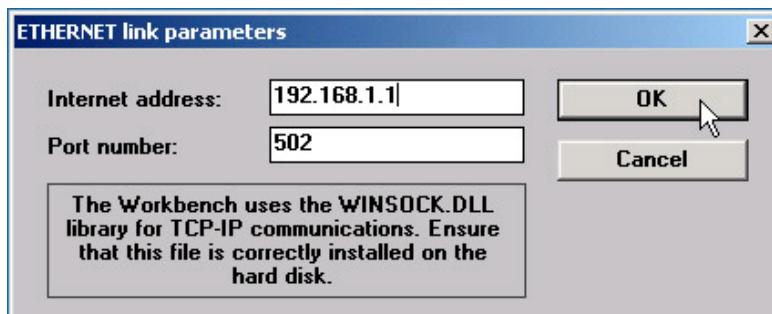 ETHERNET link parameters
Internet address: 192.168.1.1 OK
Port number: 502
Cancel
The Workbench uses the WINSOCK.DLL
library for TCP-IP communications. Ensure
that this file is correctly installed on the
hard disk.